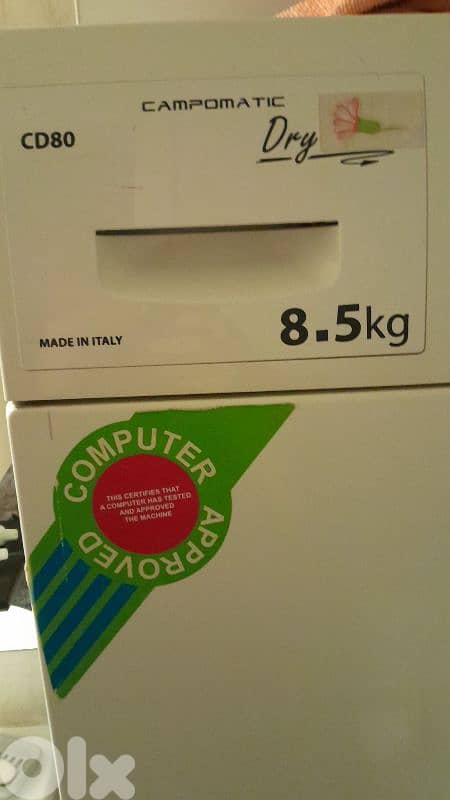 CAMPOMATIC
CD80
Dry
MADE IN ITALY
8.5kg
COMPUTER APPROVED
THIS CERTIFIES THAT
A COMPUTER HAS TESTED
AND APPROVED
THE MACHINE
olx